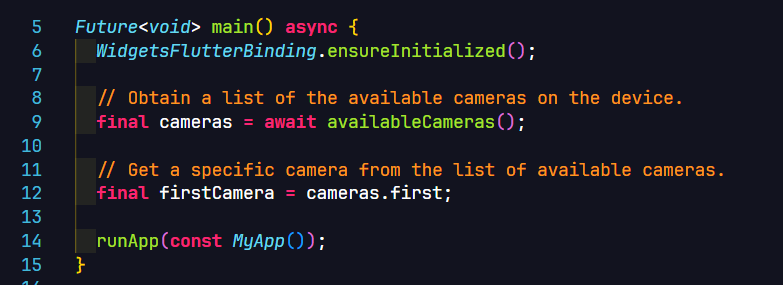 5 Future<void> main() async {
6 WidgetsFlutterBinding.ensureInitialized();
7
8 // Obtain a list of the available cameras on the device.
9 final cameras = await availableCameras();
10
11 // Get a specific camera from the list of available cameras.
12 final firstCamera = cameras.first;
13
14 runApp(const MyApp());
15 }